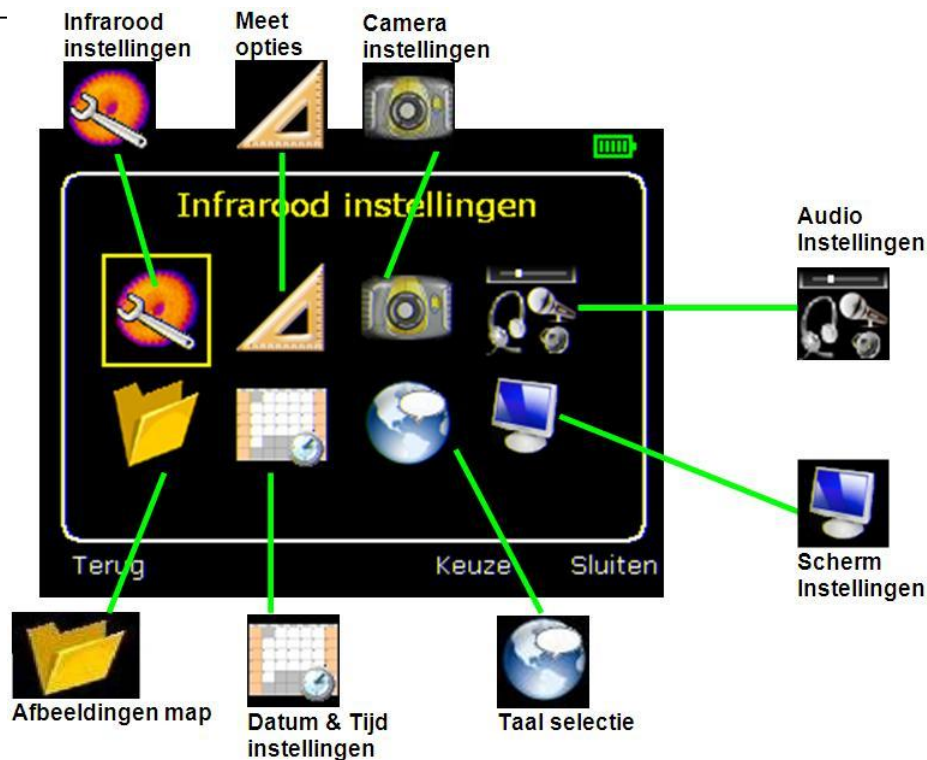 Infrarood
instellingen
Meet
opties
Camera
instellingen
Infrarood instellingen
Audio
Instellingen
Terug
Keuze
Sluiten
Scherm
Instellingen
Afbeeldingen map
Datum & Tijd
instellingen
Taal selectie